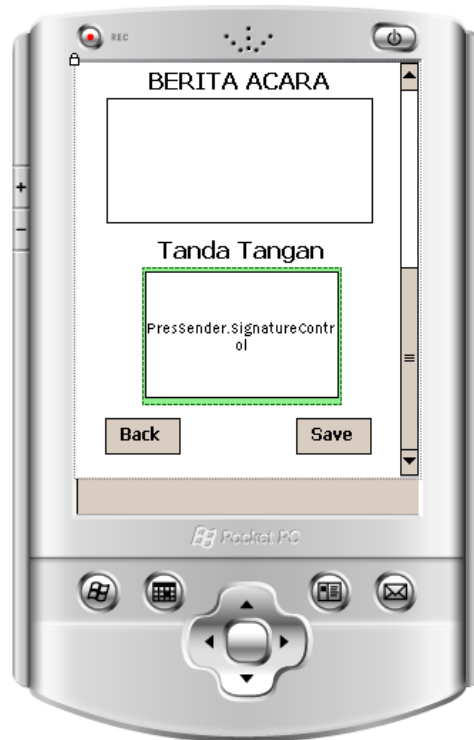 REC
BERITA ACARA
Tanda Tangan
PresSender.SignatureContr
ol
Back
Save
Pocket PC